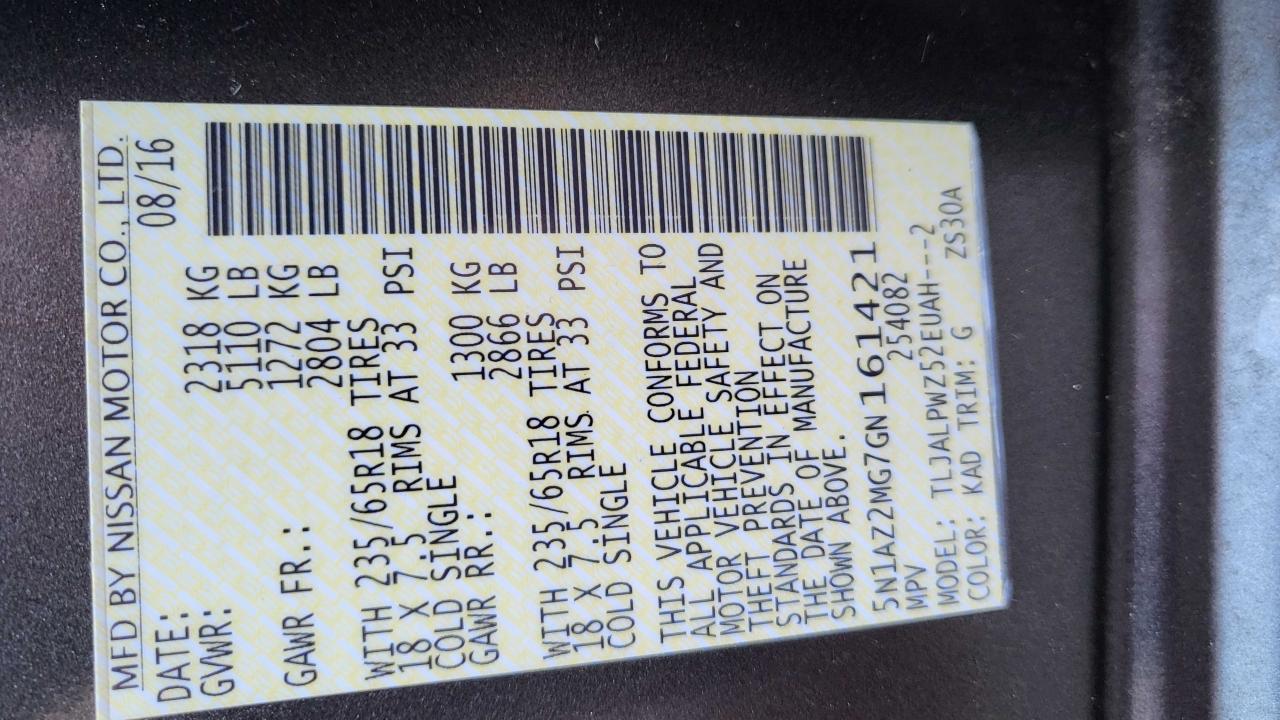 MFD BY NISSAN MOTOR CO., LTD.
DATE: 08/16
GVWR: 2318 KG
5110 LB
GAWR FR.: 1272 KG
2804 LB
WITH 235/65R18 TIRES
18 X 7.5 RIMS AT 33 PSI
COLD SINGLE
GAWR RR.: 1300 KG
2866 LB
WITH 235/65R18 TIRES
18 X 7.5 RIMS AT 33 PSI
COLD SINGLE
THIS VEHICLE CONFORMS TO
ALL APPLICABLE FEDERAL
MOTOR VEHICLE SAFETY AND
THEFT PREVENTION
STANDARDS IN EFFECT ON
THE DATE OF MANUFACTURE
SHOWN ABOVE.
5N1AZ2MG7GN161421
MPV 254082
MODEL: TLJALPWZ52EUAH---2
COLOR: KAD TRIM: G ZS30A